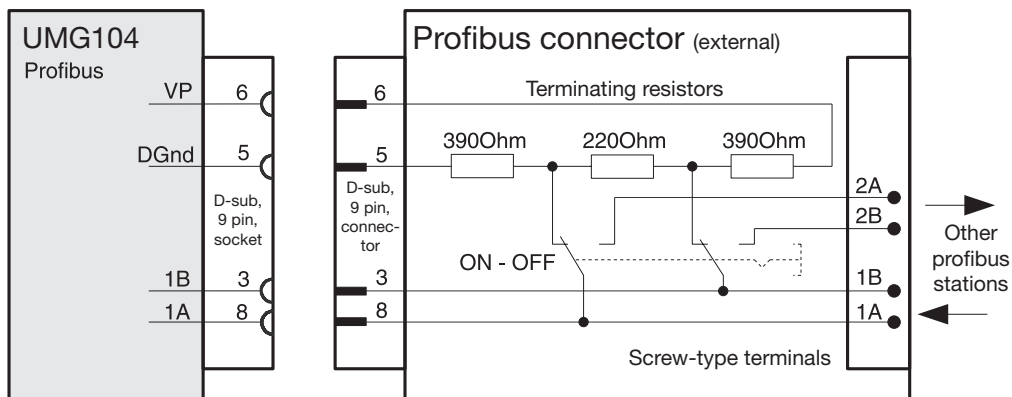 UMG104
Profibus
VP
6
DGnd
5
D-sub,
9 pin,
socket
1B
3
1A
8
Profibus connector (external)
6
Terminating resistors
5
390Ohm
220Ohm
390Ohm
D-sub,
9 pin,
connec-
tor
2A
2B
ON - OFF
3
1B
8
1A
Screw-type terminals
Other
profibus
stations